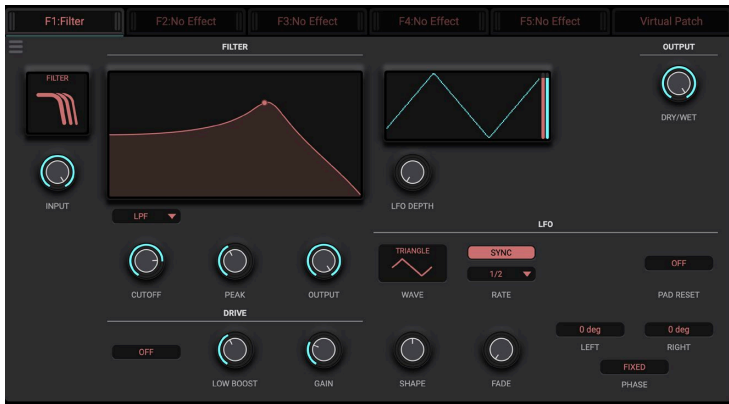 F1:Filter
F2:No Effect
F3:No Effect
F4:No Effect
F5:No Effect
Virtual Patch
FILTER
OUTPUT
FILTER
DRY/WET
INPUT
LFO DEPTH
LPF
LFO
TRIANGLE
SYNC
1/2
OFF
CUTOFF
PEAK
OUTPUT
WAVE
RATE
PAD RESET
DRIVE
0 deg
0 deg
OFF
LEFT
RIGHT
FIXED
LOW BOOST
GAIN
SHAPE
FADE
PHASE